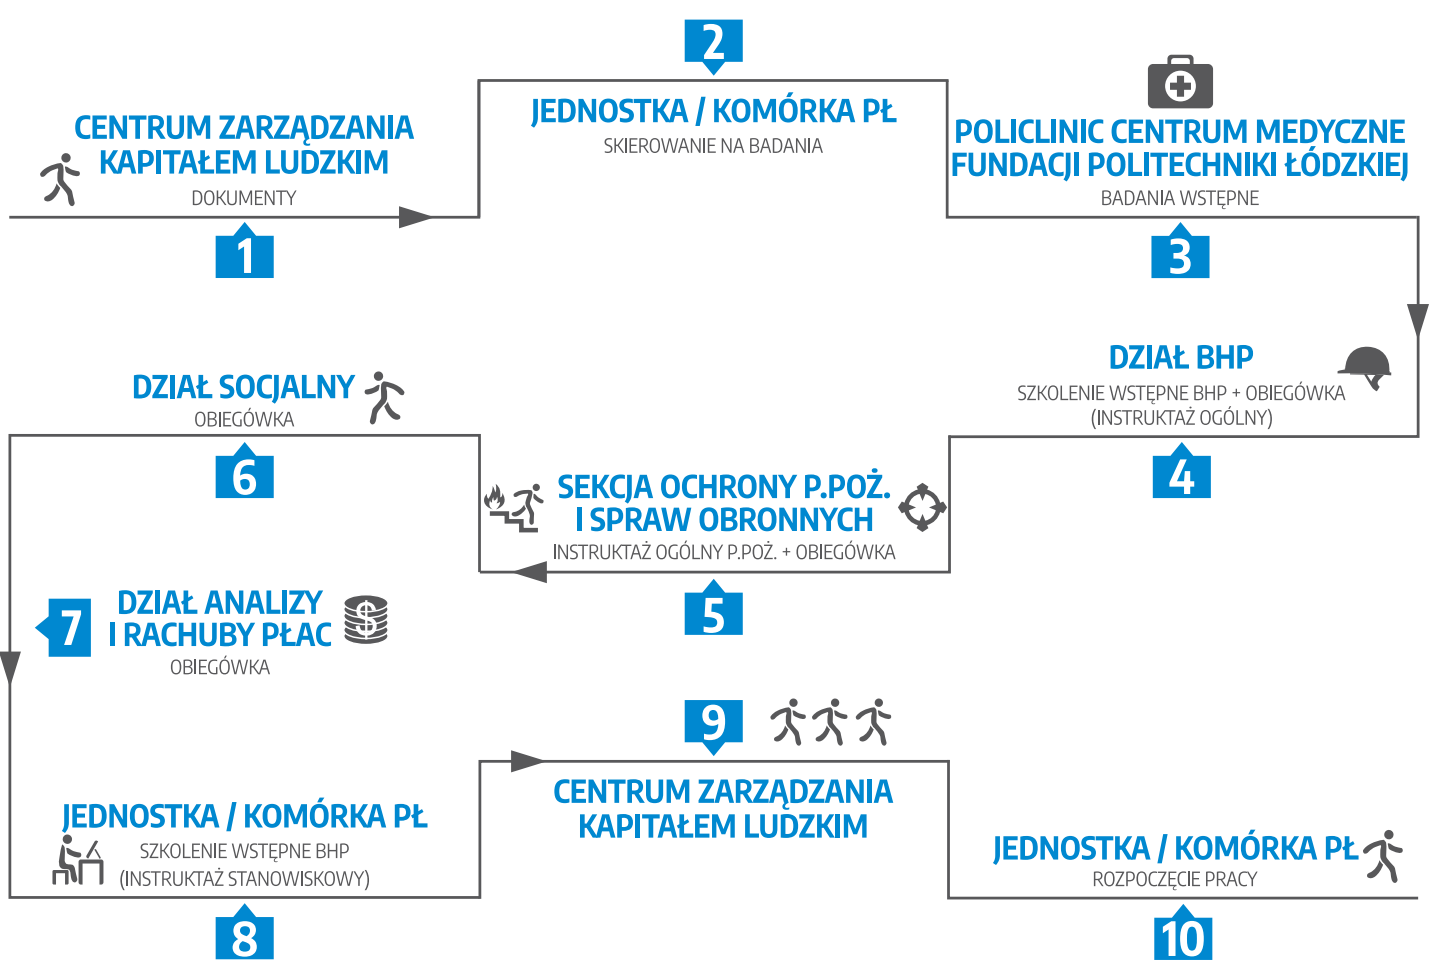 1
CENTRUM ZARZĄDZANIA
KAPITAŁEM LUDZKIM
DOKUMENTY
2
JEDNOSTKA / KOMÓRKA PŁ
SKIEROWANIE NA BADANIA
POLICLINIC CENTRUM MEDYCZNE
FUNDACJI POLITECHNIKI ŁÓDZKIEJ
BADANIA WSTĘPNE
3
DZIAŁ BHP
SZKOLENIE WSTĘPNE BHP + OBIEGÓWKA
(INSTRUKTAŻ OGÓLNY)
4
SEKCJA OCHRONY P.POŻ.
I SPRAW OBRONNYCH
INSTRUKTAŻ OGÓLNY P.POŻ. + OBIEGÓWKA
5
DZIAŁ SOCJALNY
OBIEGÓWKA
6
7
DZIAŁ ANALIZY
I RACHUBY PŁAC
$
OBIEGÓWKA
JEDNOSTKA / KOMÓRKA PŁ
SZKOLENIE WSTĘPNE BHP
(INSTRUKTAŻ STANOWISKOWY)
8
9
CENTRUM ZARZĄDZANIA
KAPITAŁEM LUDZKIM
JEDNOSTKA / KOMÓRKA PŁ
ROZPOCZĘCIE PRACY
10